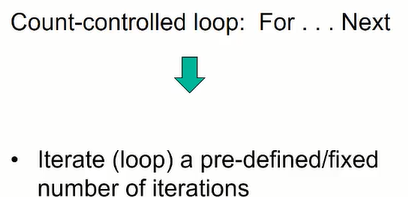 Count-controlled loop:  For . . . Next
• Iterate (loop) a pre-defined/fixed
number of iterations